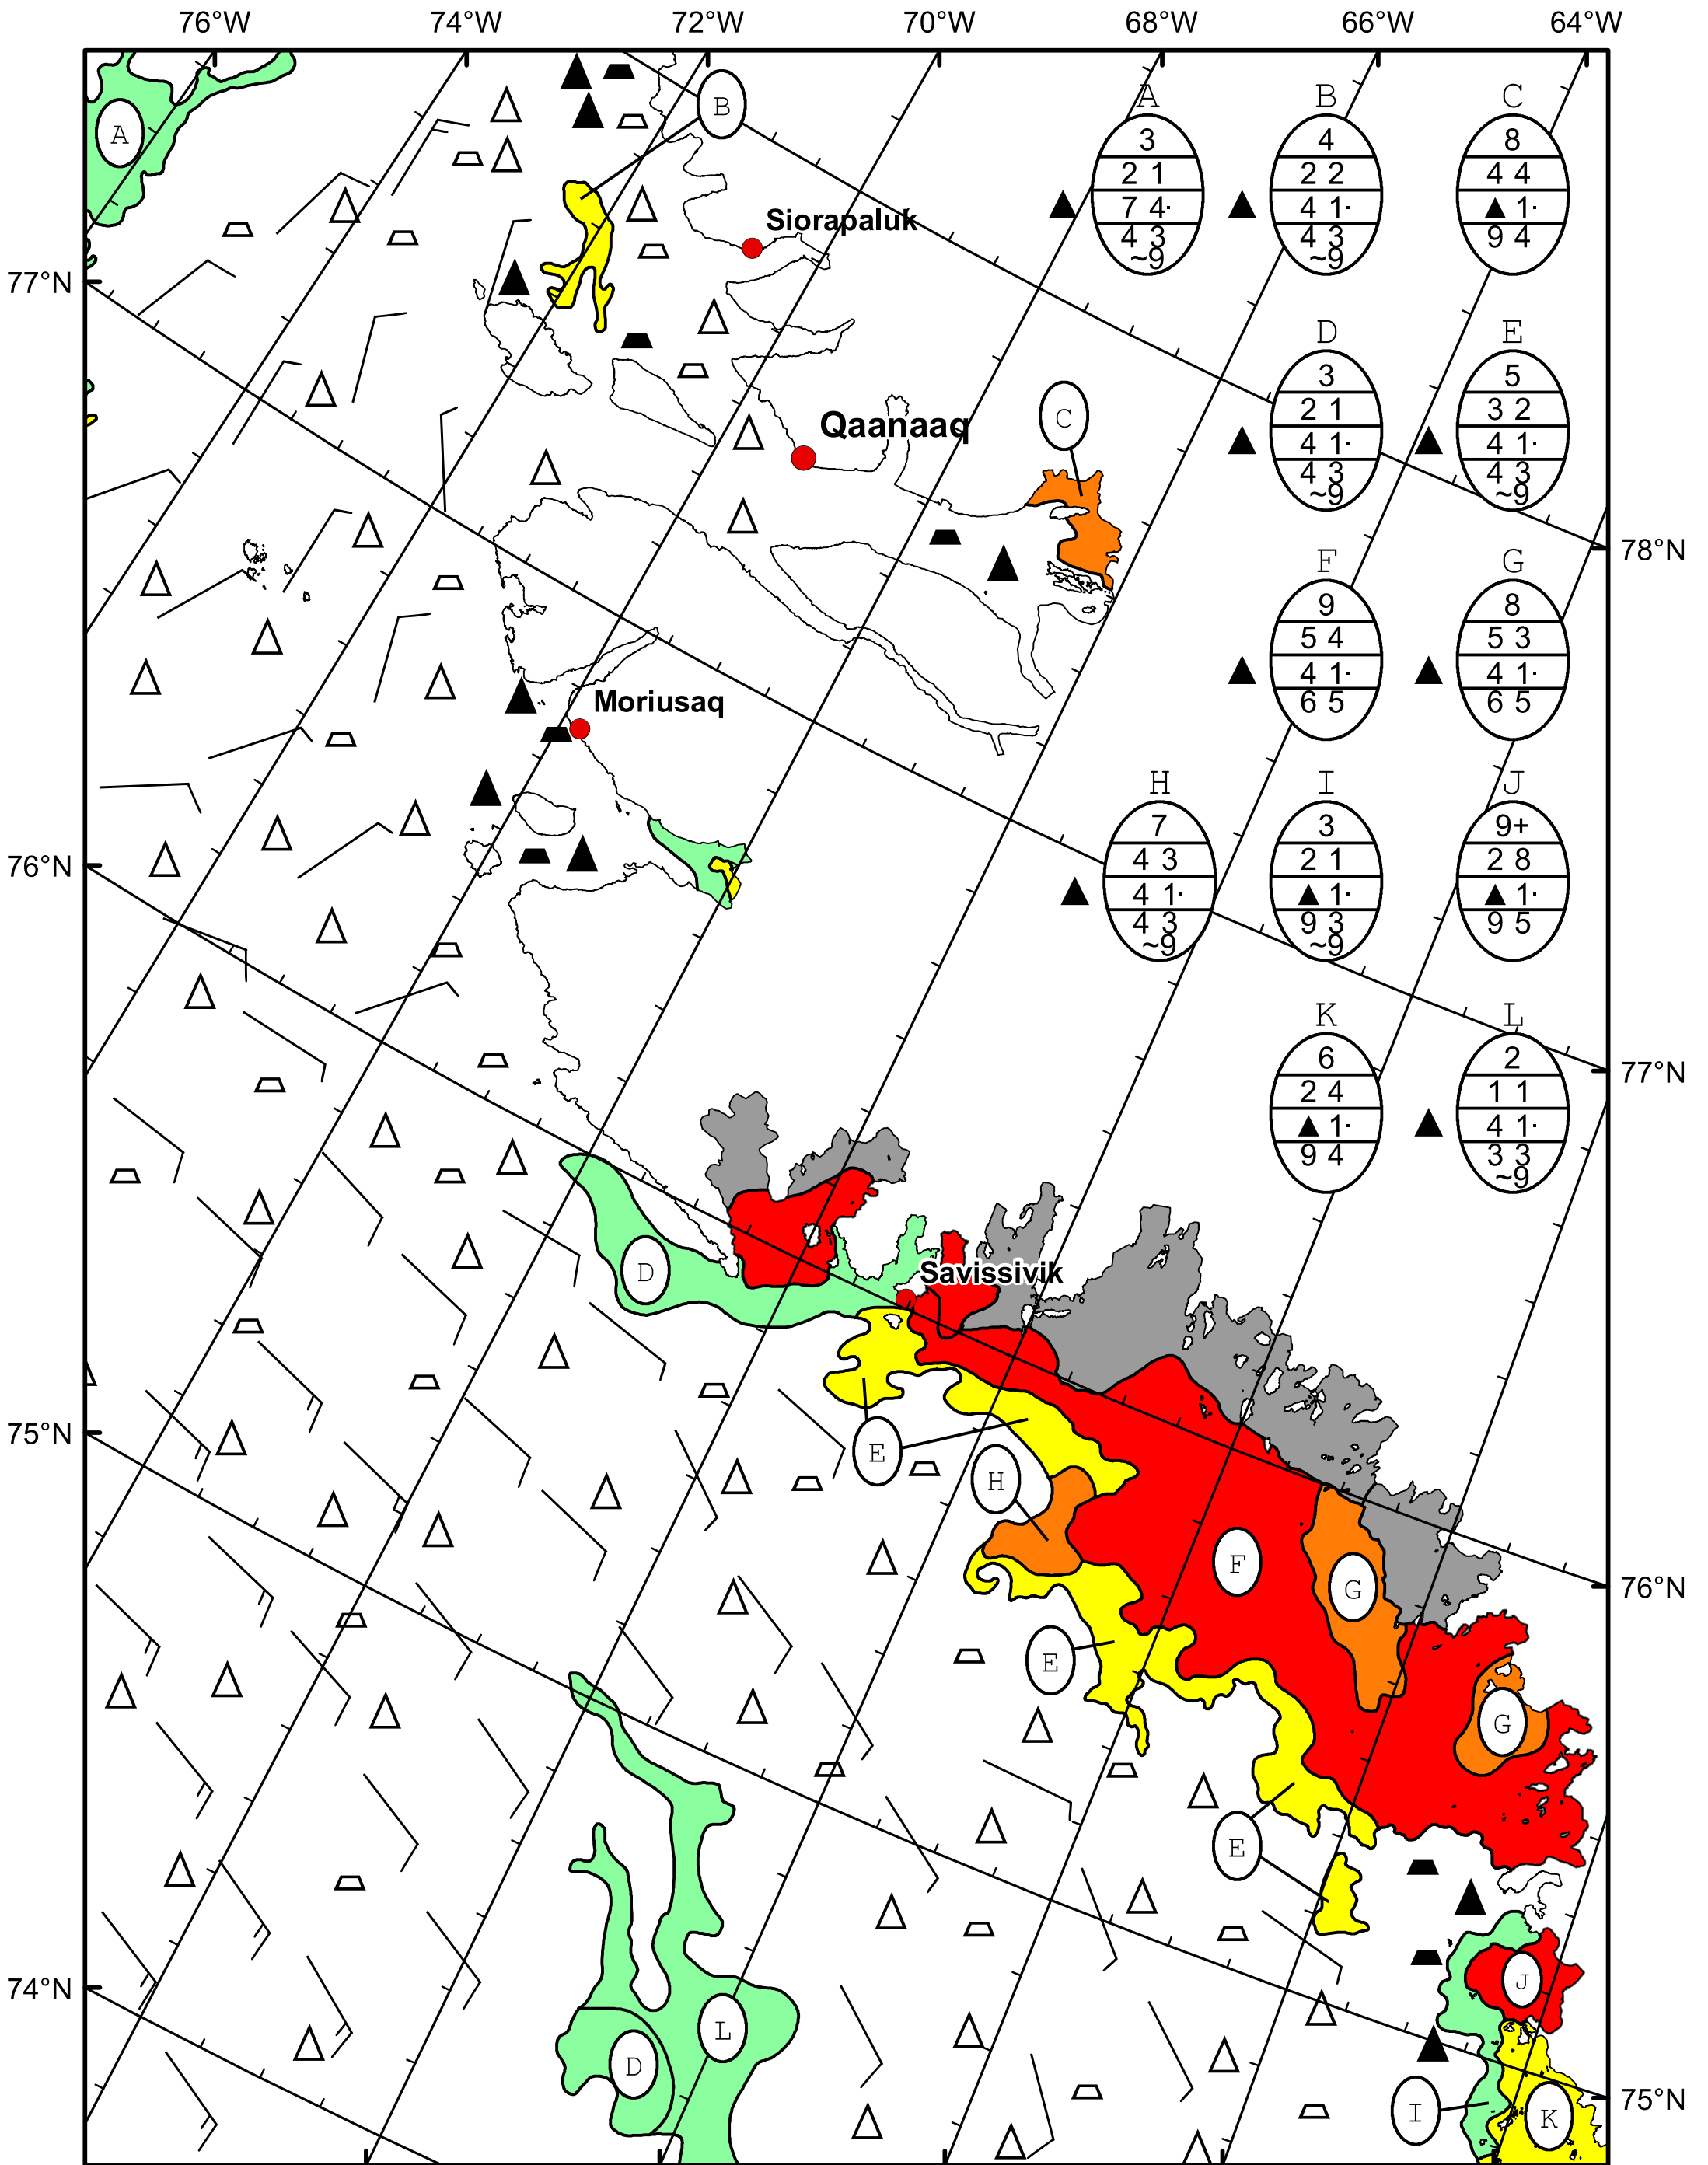 76°W 74°W 72°W 70°W 68°W 66°W 64°W
A B C
B
3 4 8
A
2 1 2 2 4 4
7 4· 4 1· ▲ 1·
Siorapaluk
4 3 4 3 9 4
~9 ~9
77°N
D E
3 5
2 1 3 2
C
Qaanaaq
4 1· 4 1·
4 3 4 3
~9 ~9
78°N
F G
9 8
5 4 5 3
4 1· 4 1·
Moriusaq
6 5 6 5
H I J
7 3 9+
76°N
4 3 2 1 2 8
4 1· ▲ 1· ▲ 1·
4 3 9 3 9 5
~9 ~9
K L
6 2
77°N
2 4 1 1
▲ 1· 4 1·
9 4 3 3
~9
D
Savissivik
75°N
E
H
F
G
76°N
E
G
E
J
74°N
L
D
75°N
I
K